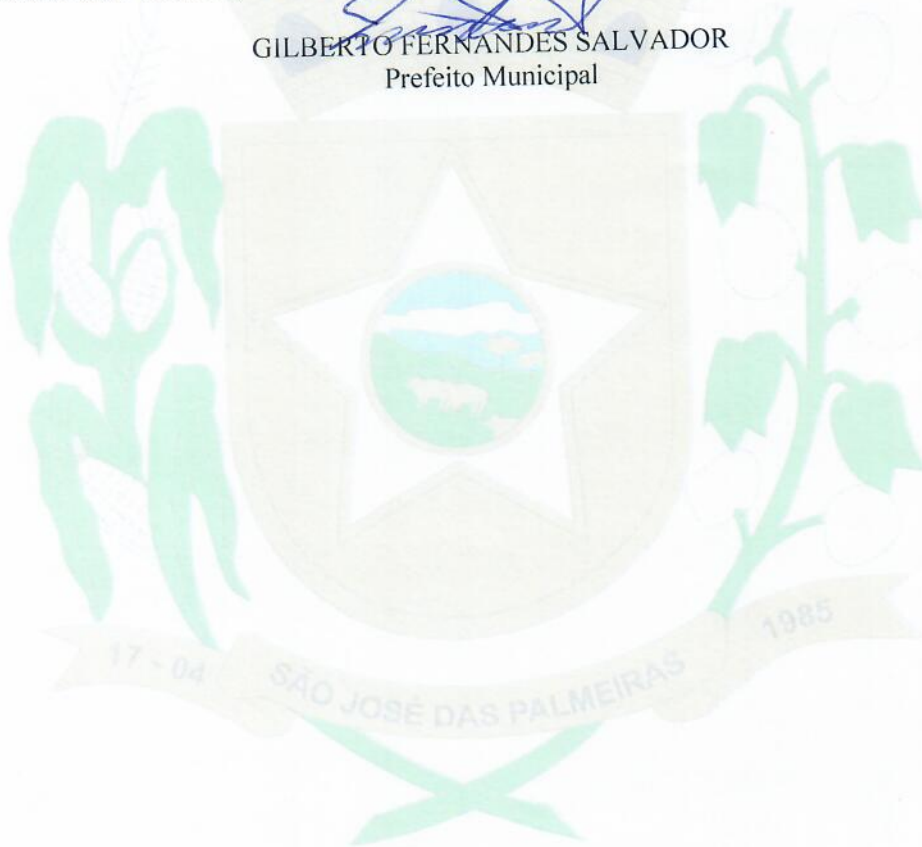 GILBERTO FERNANDES SALVADOR
Prefeito Municipal
17 - 04
SÃO JOSÉ DAS PALMEIRAS
1985